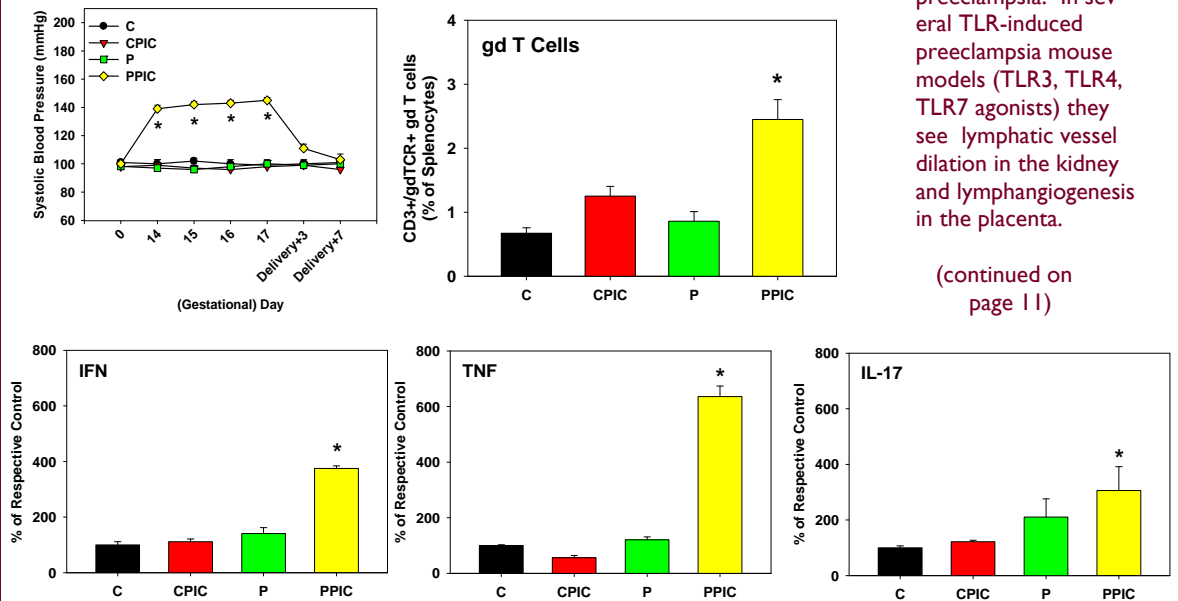 200
180
160
140
120
100
80
60
Systolic Blood Pressure (mmHg)
C
CPIC
P
PPIC
* * * *
0 14 15 16 17 Delivery+3 Delivery+7
(Gestational) Day
gd T Cells
4
3
2
1
0
CD3+/gdTCR+ gd T cells
(% of Splenocytes)
*
C CPIC P PPIC
eral TLR-induced
preeclampsia mouse
models (TLR3, TLR4,
TLR7 agonists) they
see lymphatic vessel
dilation in the kidney
and lymphangiogenesis
in the placenta.
(continued on
page 11)
IFN
800
600
400
200
0
% of Respective Control
*
C CPIC P PPIC
TNF
800
600
400
200
0
% of Respective Control
*
C CPIC P PPIC
IL-17
800
600
400
200
0
% of Respective Control
*
C CPIC P PPIC